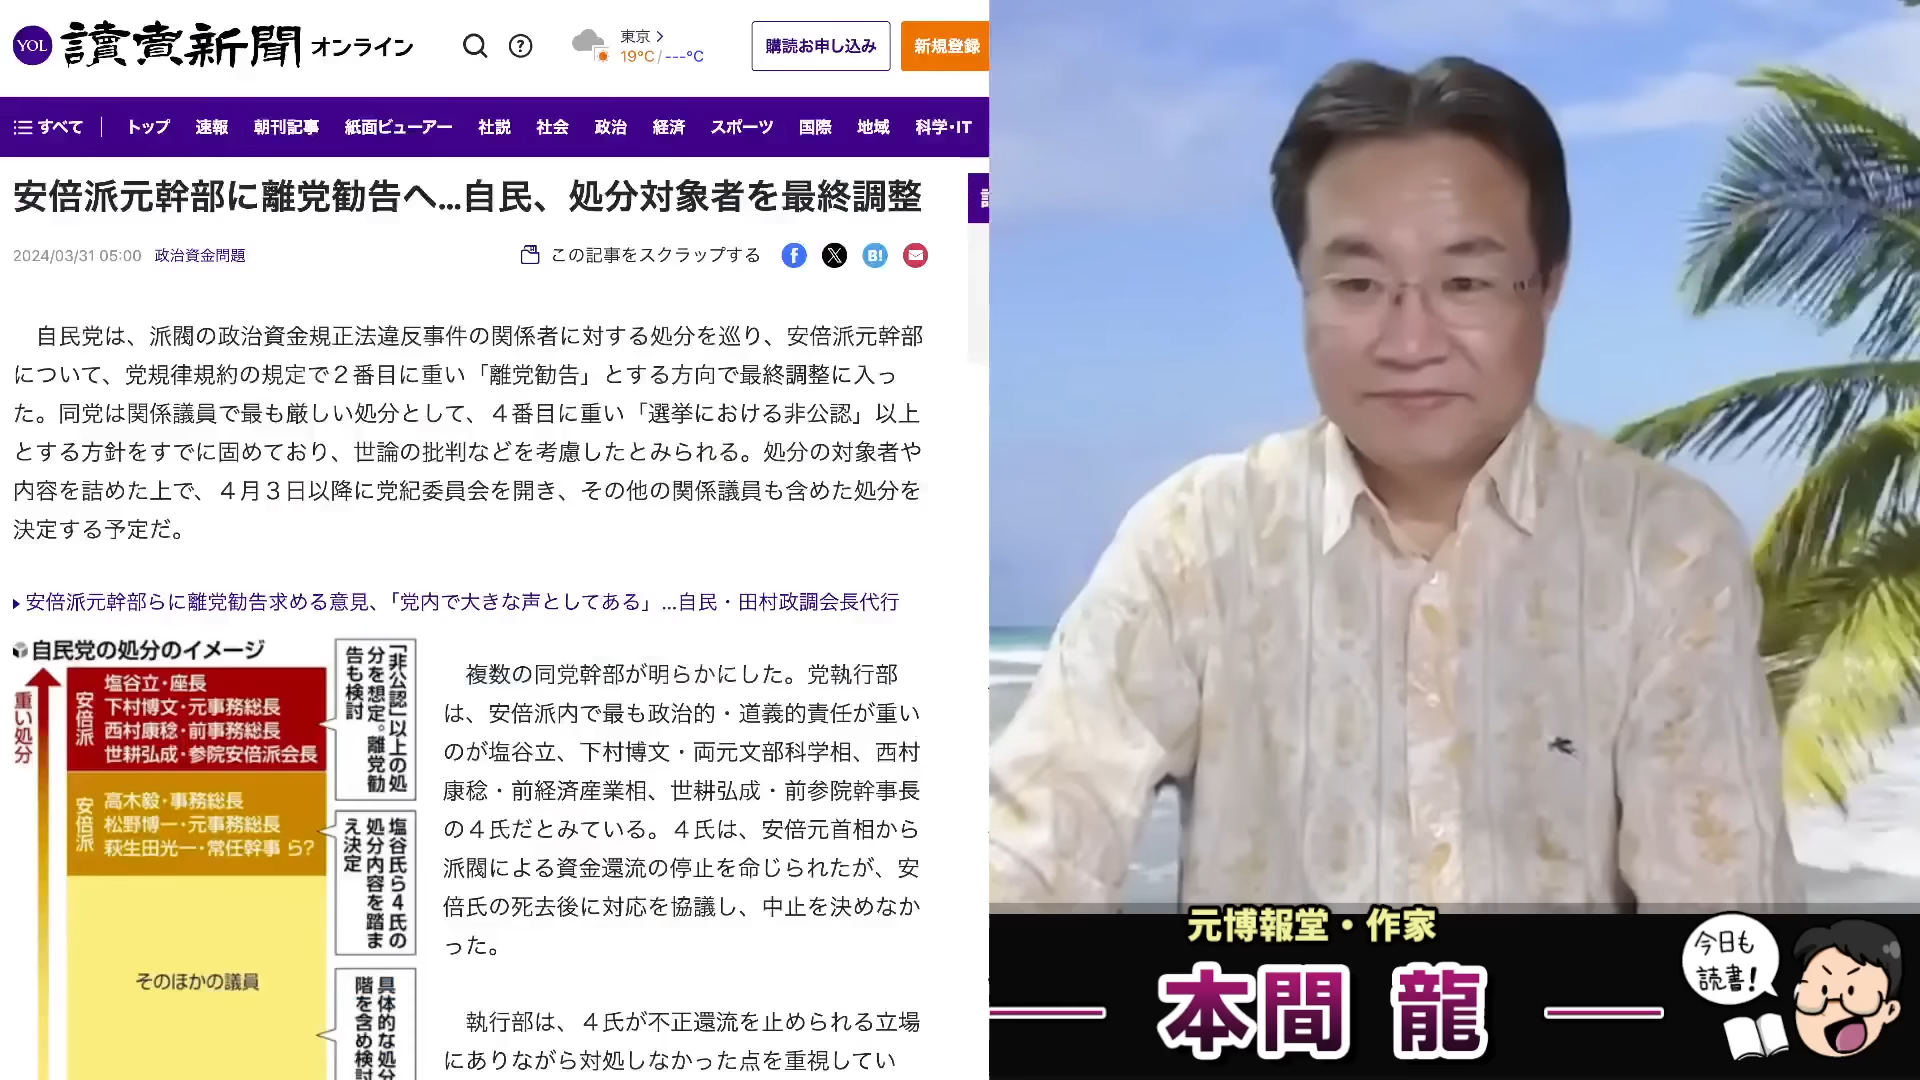 YOL 讀賣新聞 オンライン
東京
19℃/---℃
購読お申し込み
新規登録
すべて トップ 速報 朝刊記事 紙面ビューアー 社説 社会 政治 経済 スポーツ 国際 地域 科学・IT
安倍派元幹部に離党勧告へ…自民、処分対象者を最終調整
2024/03/31 05:00 政治資金問題
この記事をスクラップする
自民党は、派閥の政治資金規正法違反事件の関係者に対する処分を巡り、安倍派元幹部
について、党規律規約の規定で２番目に重い「離党勧告」とする方向で最終調整に入っ
た。同党は関係議員で最も厳しい処分として、４番目に重い「選挙における非公認」以上
とする方針をすでに固めており、世論の批判などを考慮したとみられる。処分の対象者や
内容を詰めた上で、４月３日以降に党紀委員会を開き、その他の関係議員も含めた処分を
決定する予定だ。
安倍派元幹部らに離党勧告求める意見、「党内で大きな声としてある」…自民・田村政調会長代行
自民党の処分のイメージ
重い処分
安倍派
塩谷立・座長
下村博文・元事務総長
西村康稔・前事務総長
世耕弘成・参院安倍派会長
「非公認」以上の処
分を想定。離党勧
告も検討
安倍派
高木毅・事務総長
松野博一・元事務総長
萩生田光一・常任幹事 ら?
塩谷氏ら４氏の
処分内容を踏ま
え決定
そのほかの議員
具体的な処分
階を含め検討
複数の同党幹部が明らかにした。党執行部
は、安倍派内で最も政治的・道義的責任が重い
のが塩谷立、下村博文・両元文部科学相、西村
康稔・前経済産業相、世耕弘成・前参院幹事長
の４氏だとみている。４氏は、安倍元首相から
派閥による資金還流の停止を命じられたが、安
倍氏の死去後に対応を協議し、中止を決めなか
った。
執行部は、４氏が不正還流を止められる立場
にありながら対処しなかった点を重視してい
元博報堂・作家
本間 龍
今日も
読書!